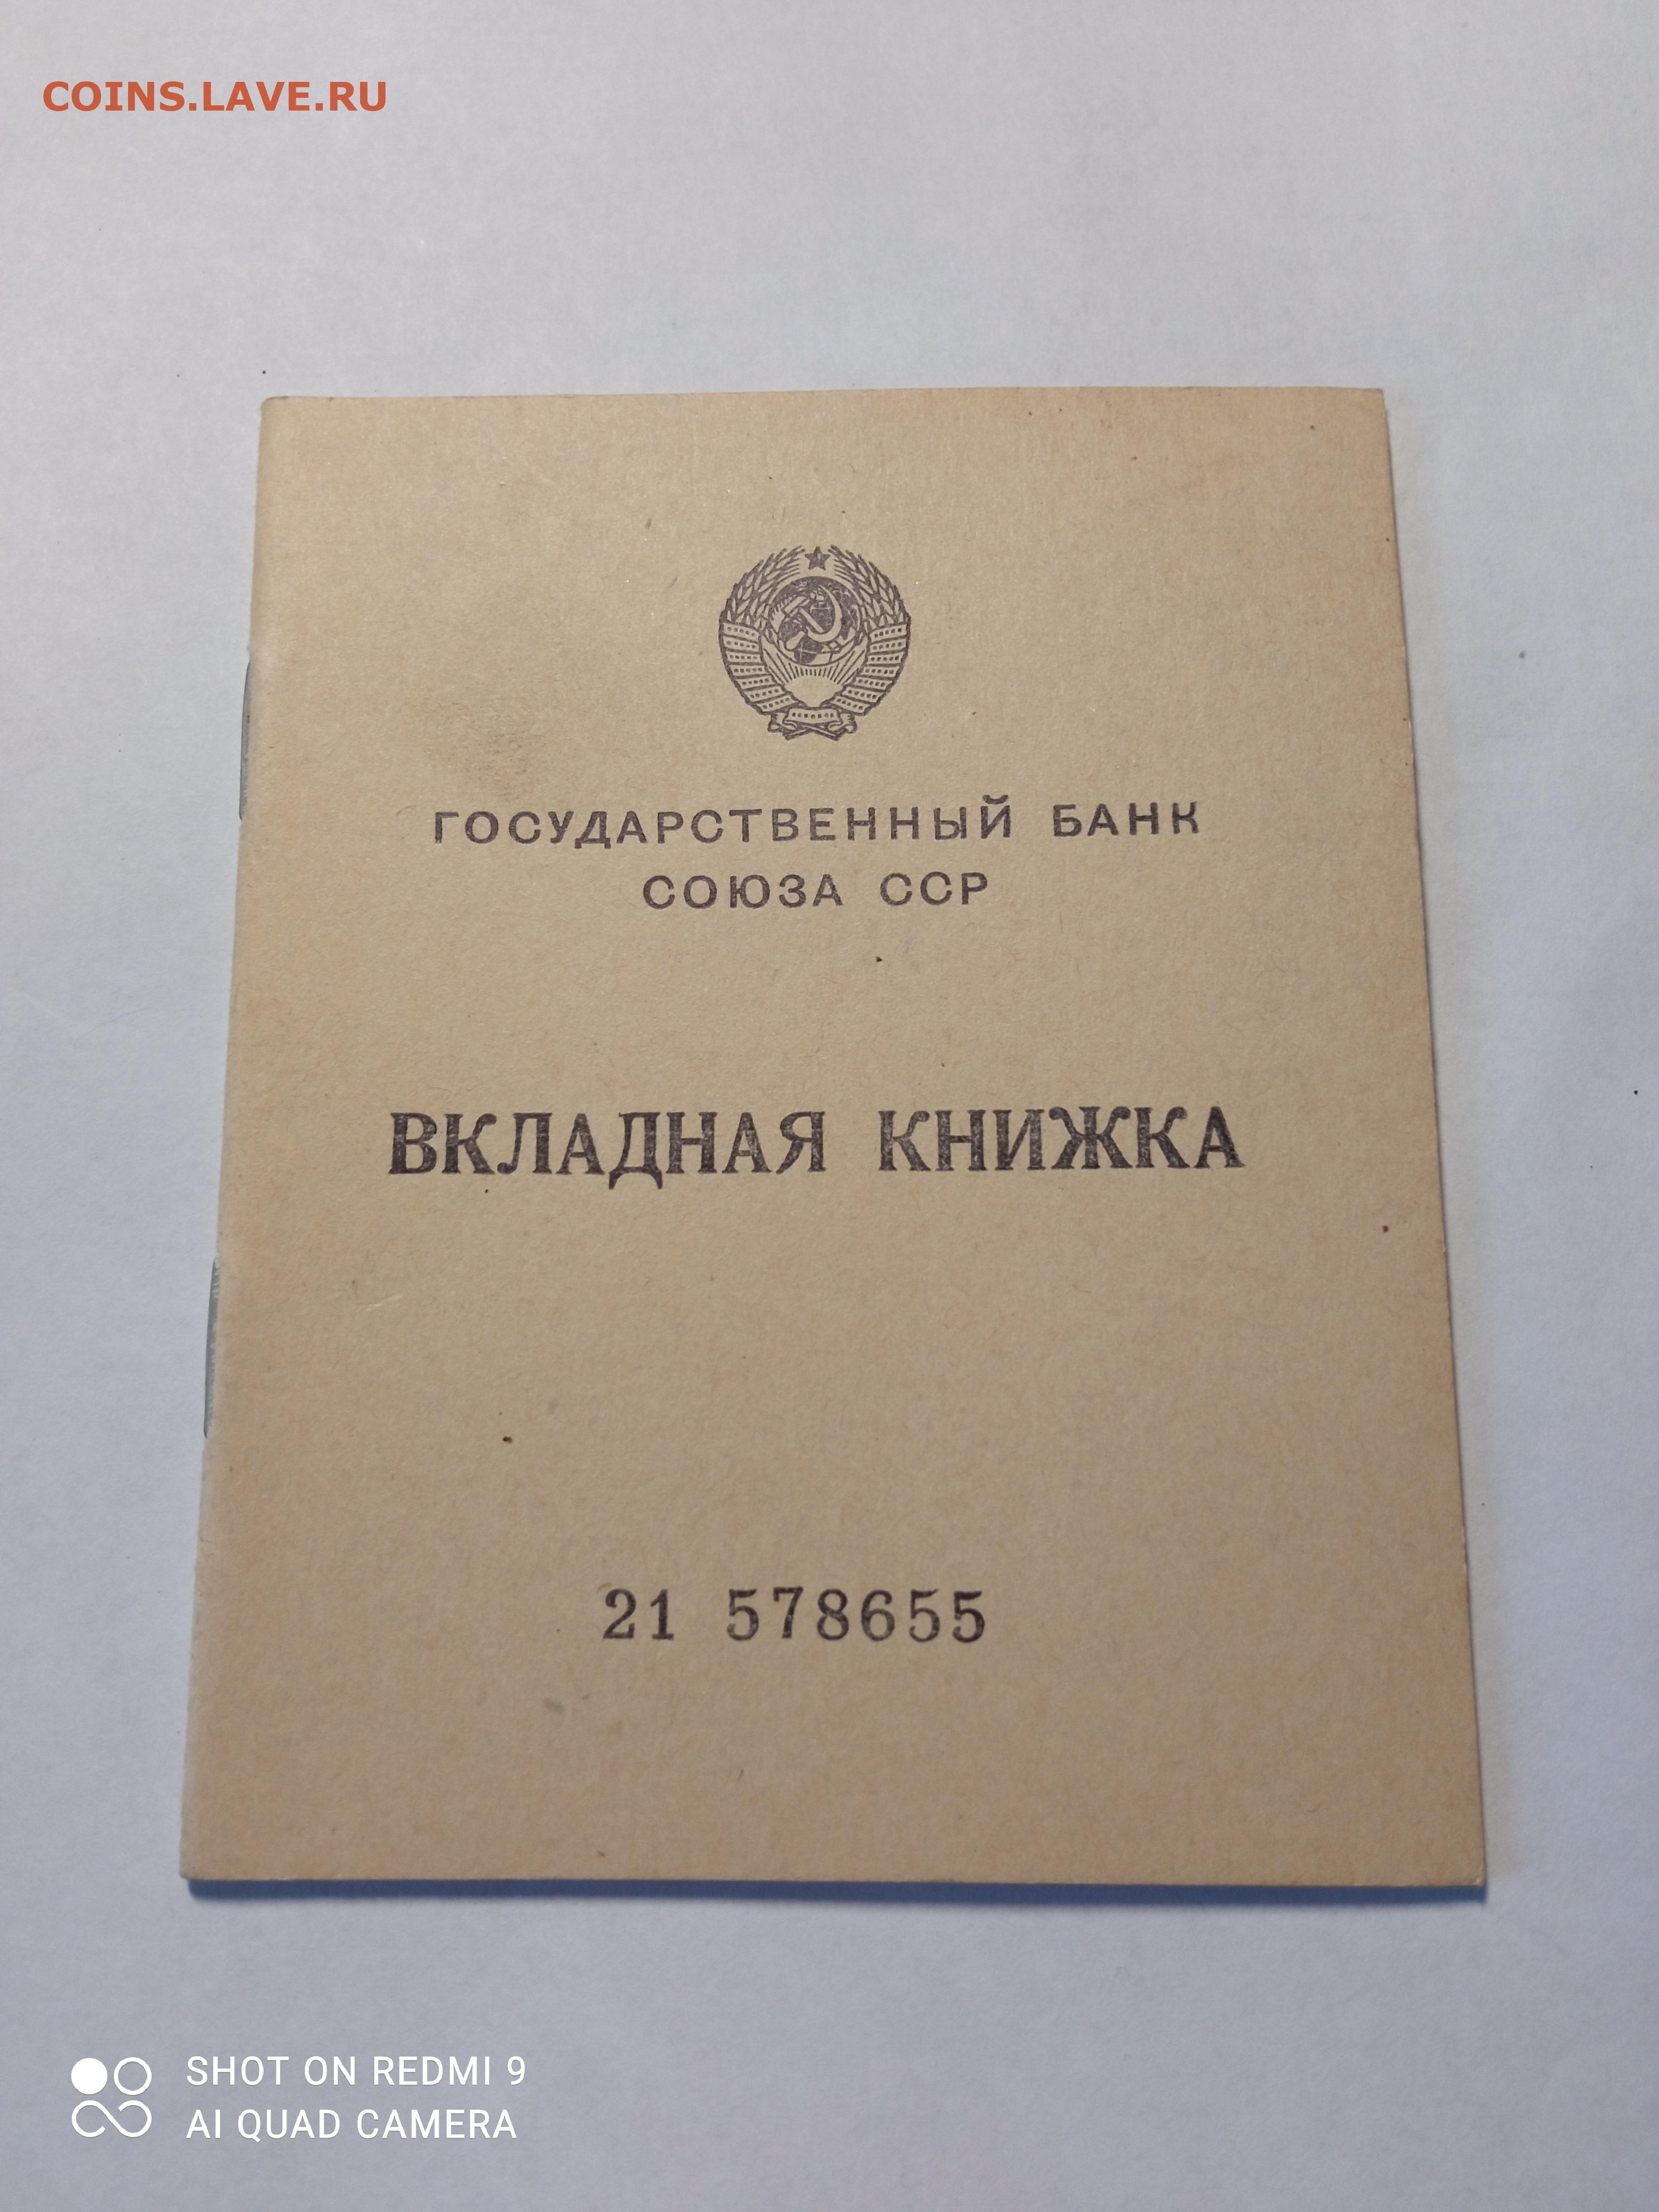 COINS.LAVE.RU
ГОСУДАРСТВЕННЫЙ БАНК
СОЮЗА ССР
ВКЛАДНАЯ КНИЖКА
21 578655
SHOT ON REDMI 9
AI QUAD CAMERA